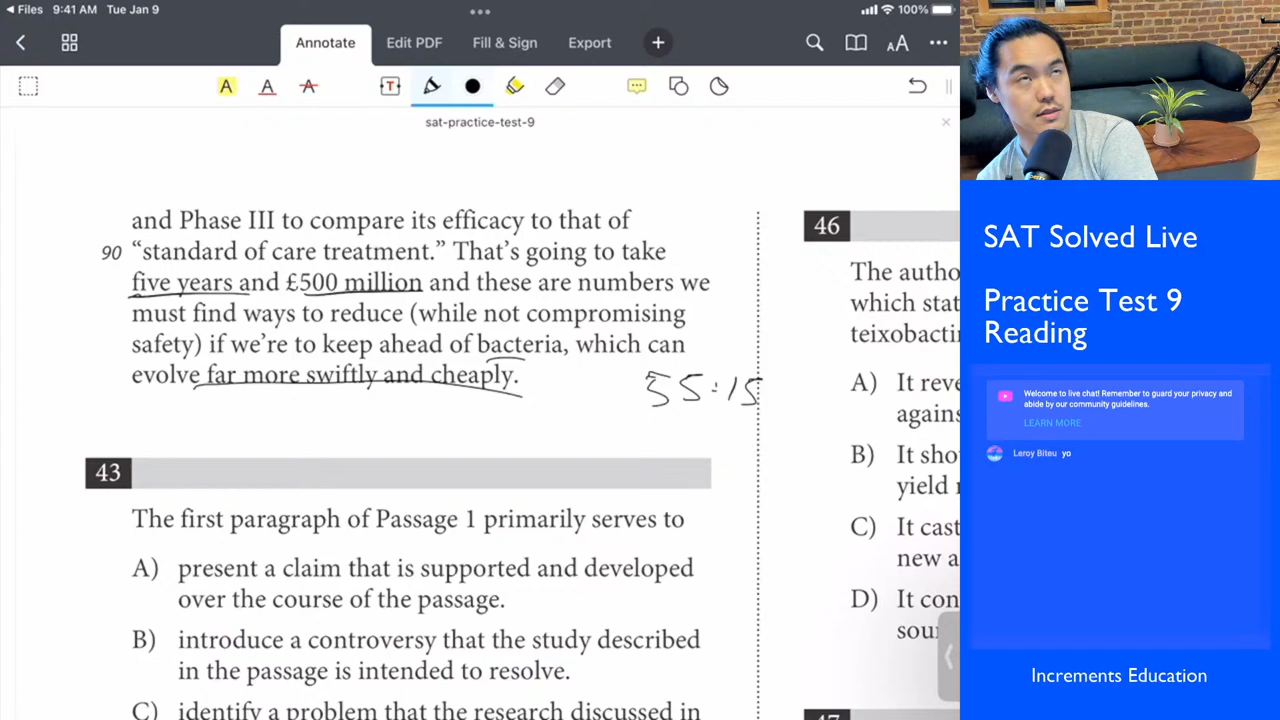 Files 9:41 AM Tue Jan 9 100%
Annotate Edit PDF Fill & Sign Export
sat-practice-test-9
and Phase III to compare its efficacy to that of
90 “standard of care treatment.” That’s going to take
five years and £500 million and these are numbers we
must find ways to reduce (while not compromising
safety) if we’re to keep ahead of bacteria, which can
evolve far more swiftly and cheaply.
55:15
43
The first paragraph of Passage 1 primarily serves to
A) present a claim that is supported and developed
over the course of the passage.
B) introduce a controversy that the study described
in the passage is intended to resolve.
C) identify a problem that the research discussed in
46
The autho
which stat
teixobactin
A) It reve
agains
B) It sho
yield
C) It cast
new a
D) It con
sour
47
SAT Solved Live
Practice Test 9
Reading
Welcome to live chat! Remember to guard your privacy and
abide by our community guidelines.
LEARN MORE
Leroy Biteu yo
Increments Education